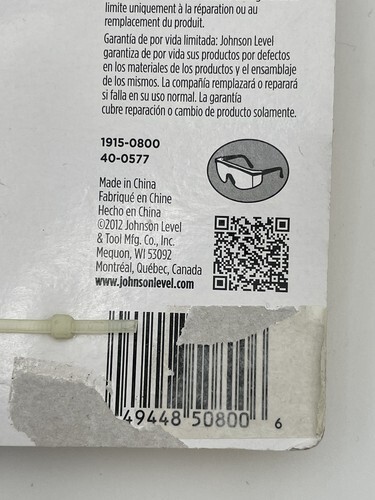 limite uniquement à la réparation ou au
remplacement du produit.
Garantía de por vida limitada: Johnson Level
garantiza de por vida sus productos por defectos
en los materiales de los productos y el ensamblaje
de los mismos. La compañía remplazará o reparará
si falla en su uso normal. La garantía
cubre reparación o cambio de producto solamente.
1915-0800
40-0577
Made in China
Fabriqué en Chine
Hecho en China
©2012 Johnson Level
& Tool Mfg. Co., Inc.
Mequon, WI 53092
Montréal, Québec, Canada
www.johnsonlevel.com
49448 50800 6